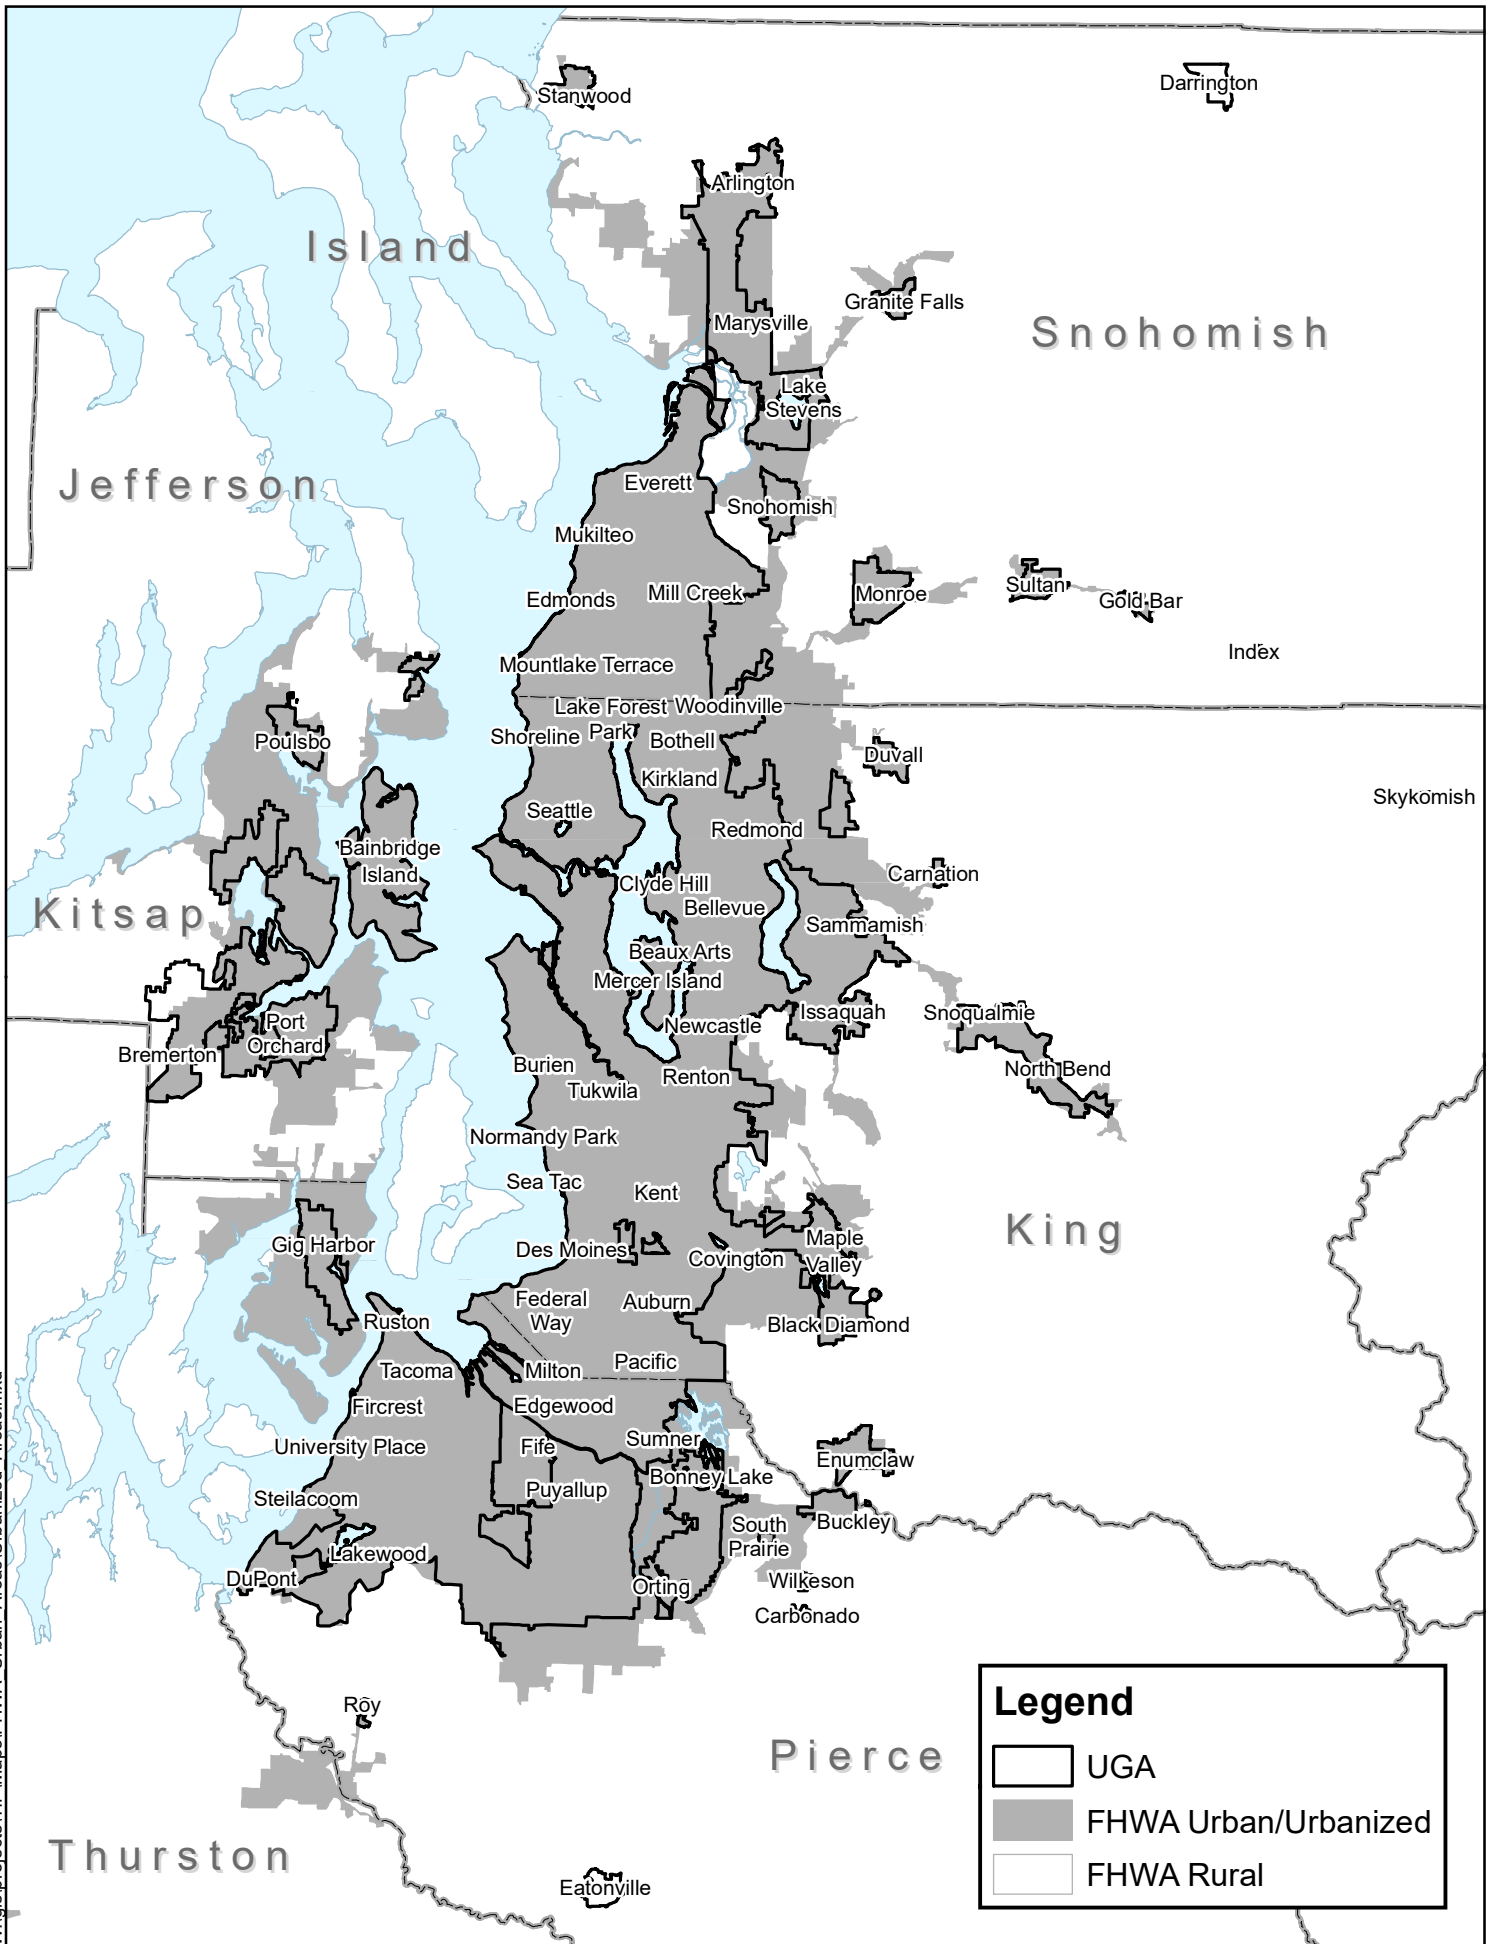 Stanwood
Darrington
Arlington
Island
Granite Falls
Marysville
Snohomish
Lake
Stevens
Jefferson
Everett
Snohomish
Mukilteo
Mill Creek
Edmonds
Monroe
Sultan
Gold Bar
Index
Mountlake Terrace
Lake Forest
Park
Woodinville
Shoreline
Bothell
Poulsbo
Duvall
Kirkland
Skykomish
Seattle
Redmond
Bainbridge
Island
Carnation
Clyde Hill
Kitsap
Bellevue
Sammamish
Beaux Arts
Mercer Island
Port
Orchard
Newcastle
Issaquah
Snoqualmie
Bremerton
Burien
Tukwila
Renton
North Bend
Normandy Park
Sea Tac
Kent
King
Gig Harbor
Des Moines
Covington
Maple
Valley
Federal
Way
Auburn
Ruston
Black Diamond
Tacoma
Milton
Pacific
Fircrest
Edgewood
University Place
Fife
Sumner
Enumclaw
Bonney Lake
Puyallup
Steilacoom
South
Prairie
Buckley
Lakewood
DuPont
Orting
Wilkeson
Carbonado
Roy
Pierce
Thurston
Eatonville
Legend
UGA
FHWA Urban/Urbanized
FHWA Rural